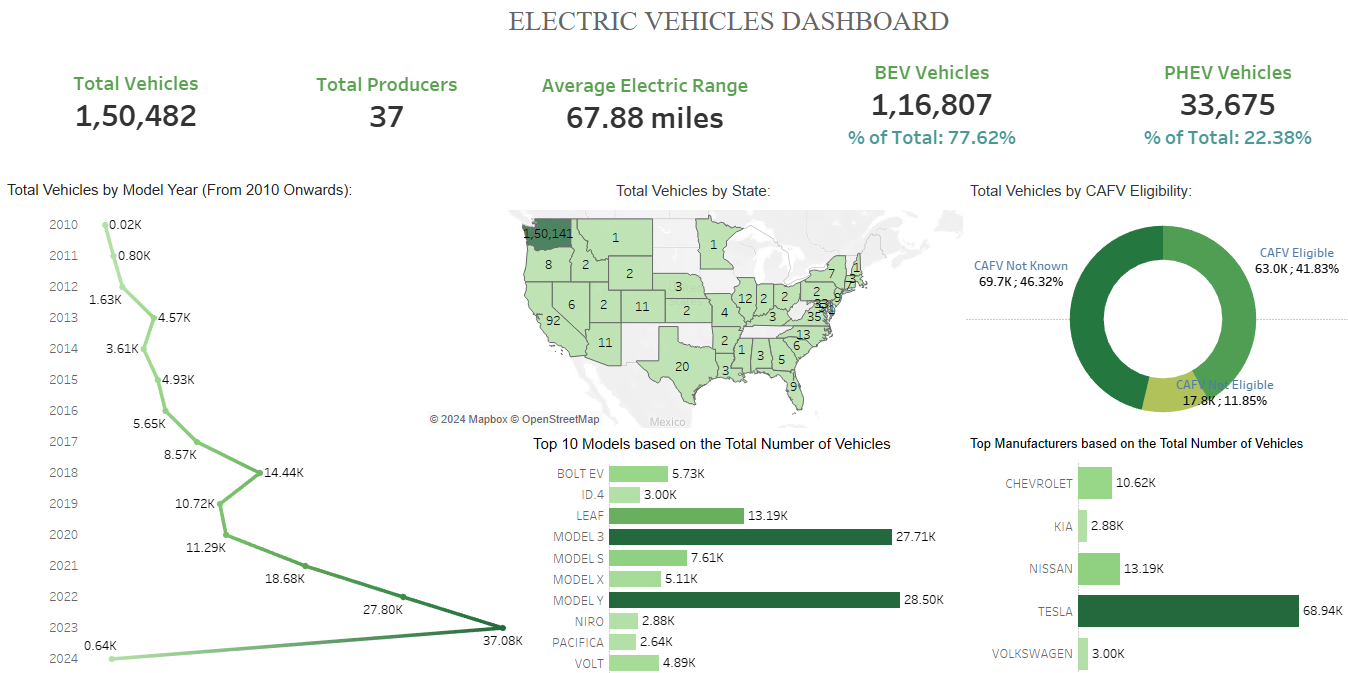 ELECTRIC VEHICLES DASHBOARD
Total Vehicles
1,50,482
Total Producers
37
Average Electric Range
67.88 miles
BEV Vehicles
1,16,807
% of Total: 77.62%
PHEV Vehicles
33,675
% of Total: 22.38%
Total Vehicles by Model Year (From 2010 Onwards):
2010 0.02K
2011 0.80K
2012 1.63K
2013 4.57K
2014 3.61K
2015 4.93K
2016 5.65K
2017 8.57K
2018 14.44K
2019 10.72K
2020 11.29K
2021 18.68K
2022 27.80K
2023 37.08K
2024 0.64K
Total Vehicles by State:
1,50,141
1
1
8
2
2
7
1
3
7
3
2
9
6
2
11
2
12
2
2
33
92
4
3
35
11
2
13
20
1
3
5
6
3
9
Mexico
© 2024 Mapbox © OpenStreetMap
Total Vehicles by CAFV Eligibility:
CAFV Not Known
69.7K ; 46.32%
CAFV Eligible
63.0K ; 41.83%
CAFV Not Eligible
17.8K ; 11.85%
Top 10 Models based on the Total Number of Vehicles
BOLT EV 5.73K
ID.4 3.00K
LEAF 13.19K
MODEL 3 27.71K
MODEL S 7.61K
MODEL X 5.11K
MODEL Y 28.50K
NIRO 2.88K
PACIFICA 2.64K
VOLT 4.89K
Top Manufacturers based on the Total Number of Vehicles
CHEVROLET 10.62K
KIA 2.88K
NISSAN 13.19K
TESLA 68.94K
VOLKSWAGEN 3.00K